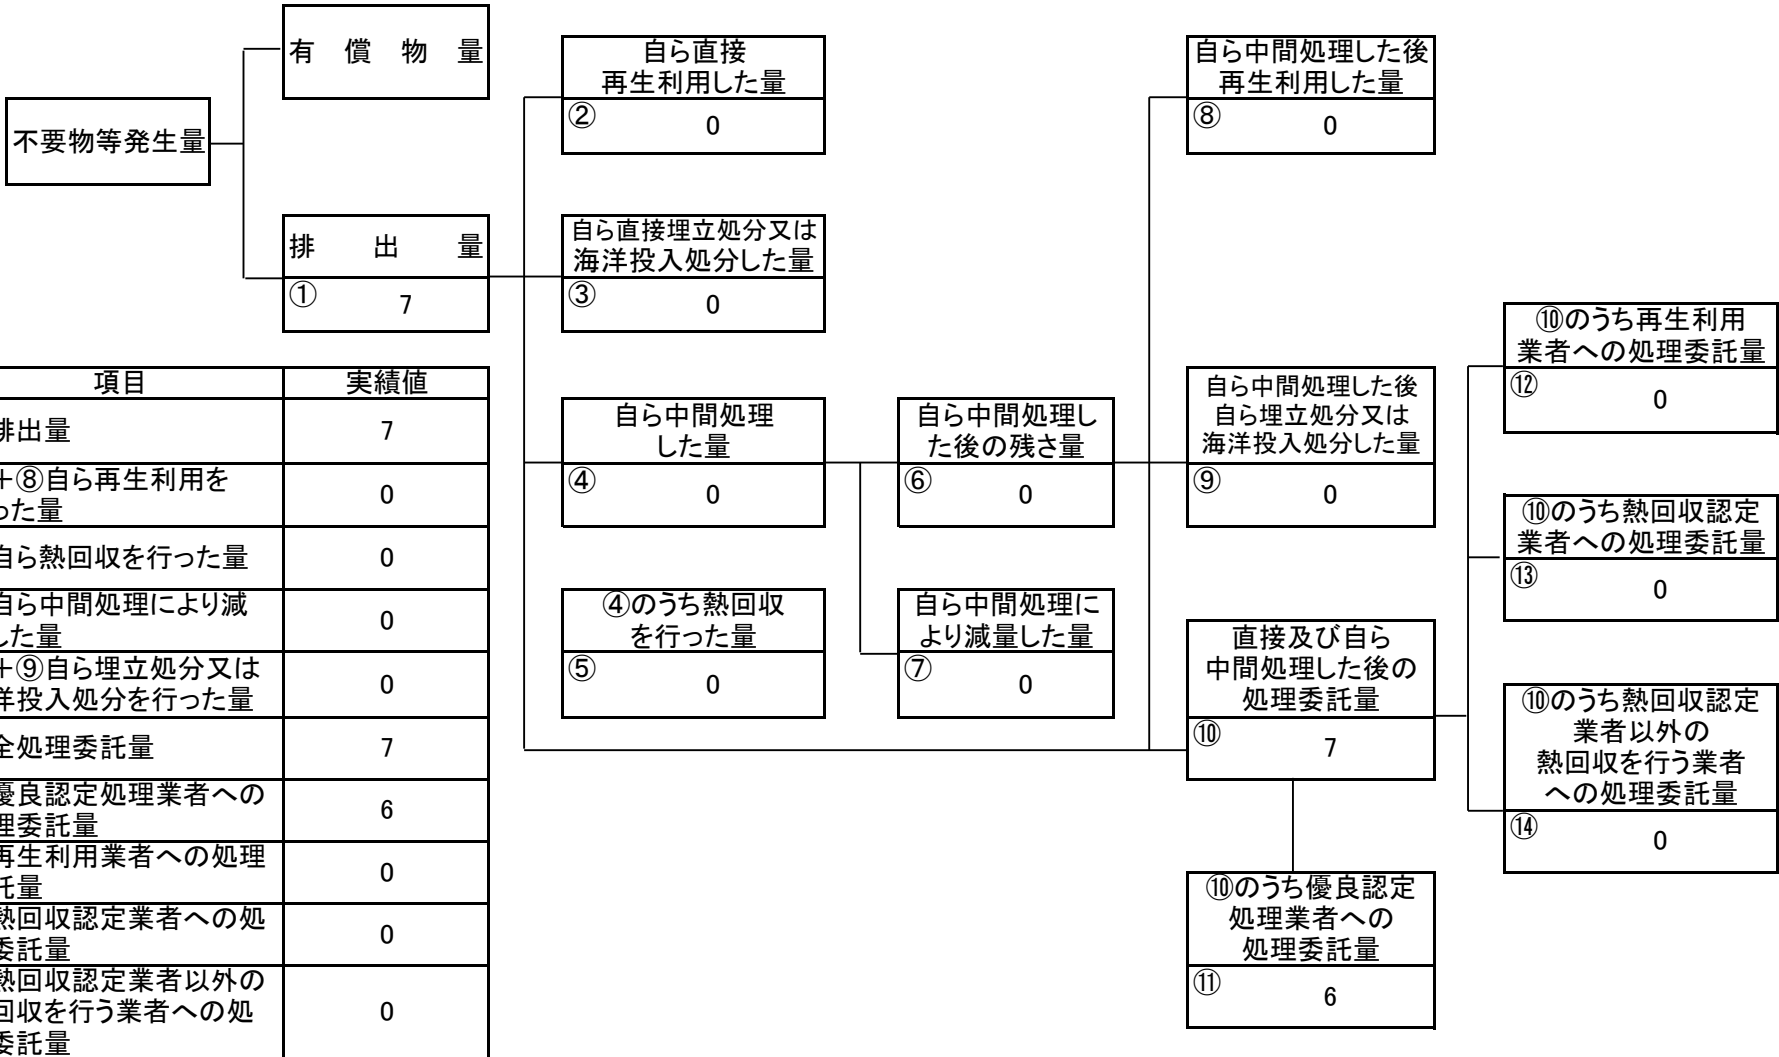 有償物量
不要物等発生量
排出量
① 7
自ら直接
再生利用した量
② 0
自ら直接埋立処分又は
海洋投入処分した量
③ 0
自ら中間処理
した量
④ 0
④のうち熱回収
を行った量
⑤ 0
自ら中間処理し
た後の残さ量
⑥ 0
自ら中間処理に
より減量した量
⑦ 0
自ら中間処理した後
再生利用した量
⑧ 0
自ら中間処理した後
自ら埋立処分又は
海洋投入処分した量
⑨ 0
直接及び自ら
中間処理した後の
処理委託量
⑩ 7
⑩のうち優良認定
処理業者への
処理委託量
⑪ 6
⑩のうち再生利用
業者への処理委託量
⑫ 0
⑩のうち熱回収認定
業者への処理委託量
⑬ 0
⑩のうち熱回収認定
業者以外の
熱回収を行う業者
への処理委託量
⑭ 0
項目 実績値
排出量 7
+⑧自ら再生利用を
った量 0
自ら熱回収を行った量 0
自ら中間処理により減
した量 0
+⑨自ら埋立処分又は
洋投入処分を行った量 0
全処理委託量 7
優良認定処理業者への
理委託量 6
再生利用業者への処理
託量 0
熱回収認定業者への処
委託量 0
熱回収認定業者以外の
回収を行う業者への処
委託量 0